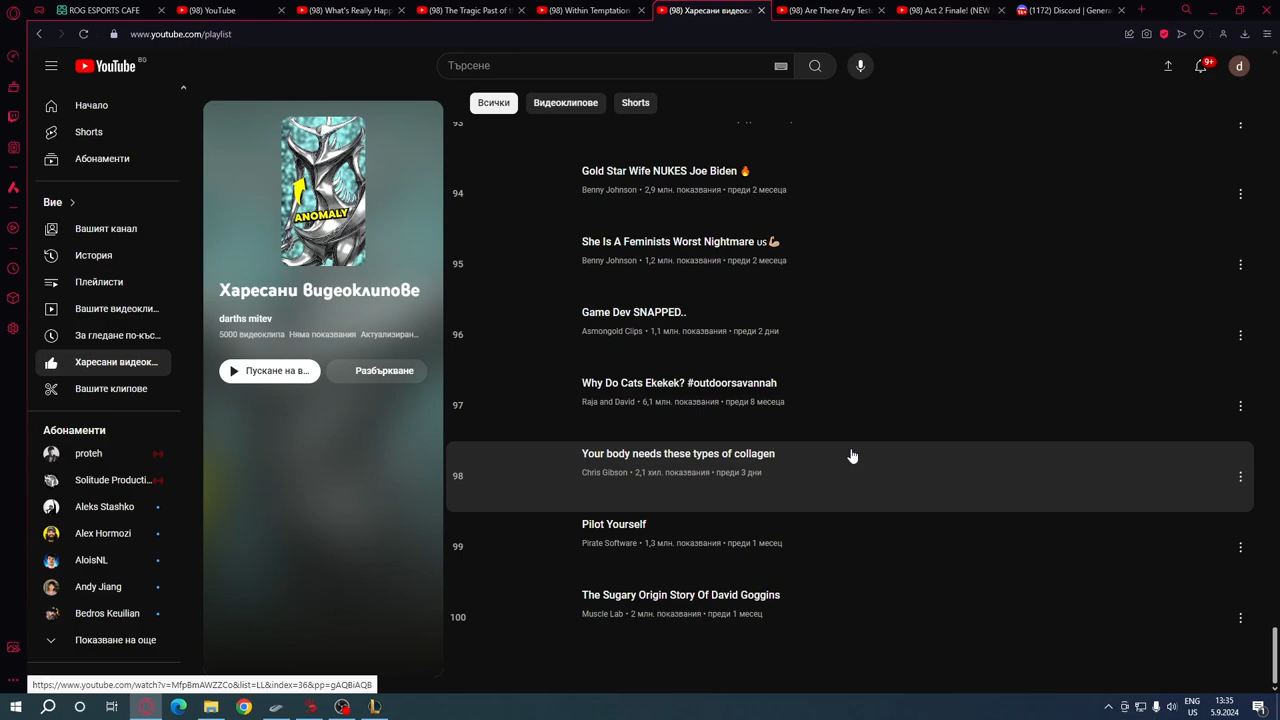 ROG ESPORTS CAFE
(98) YouTube
(98) What's Really Happ
(98) The Tragic Past of t
(98) Within Temptation
(98) Харесани видеокл
(98) Are There Any Teste
(98) Act 2 Finale! (NEW
(1172) Discord | Genera
www.youtube.com/playlist
YouTube BG
Търсене
9+
d
Начало
Shorts
Абонаменти
Вие
Вашият канал
История
Плейлисти
Вашите видеокли...
За гледане по-къс...
Харесани видеок...
Вашите клипове
Абонаменти
proteh
Solitude Producti...
Aleks Stashko
Alex Hormozi
AloisNL
Andy Jiang
Bedros Keuilian
Показване на още
ANOMALY
Харесани видеоклипове
darths mitev
5000 видеоклипа Няма показвания Актуализиран...
Пускане на в...
Разбъркване
Всички
Видеоклипове
Shorts
93
94
Gold Star Wife NUKES Joe Biden 🔥
Benny Johnson • 2,9 млн. показвания • преди 2 месеца
95
She Is A Feminists Worst Nightmare us💪🏼
Benny Johnson • 1,2 млн. показвания • преди 2 месеца
96
Game Dev SNAPPED..
Asmongold Clips • 1,1 млн. показвания • преди 2 дни
97
Why Do Cats Ekekek? #outdoorsavannah
Raja and David • 6,1 млн. показвания • преди 8 месеца
98
Your body needs these types of collagen
Chris Gibson • 2,1 хил. показвания • преди 3 дни
99
Pilot Yourself
Pirate Software • 1,3 млн. показвания • преди 1 месец
100
The Sugary Origin Story Of David Goggins
Muscle Lab • 2 млн. показвания • преди 1 месец
https://www.youtube.com/watch?v=MfpBmAWZZCo&list=LL&index=36&pp=gAQBiAQB
ENG
US
13:35
5.9.2024